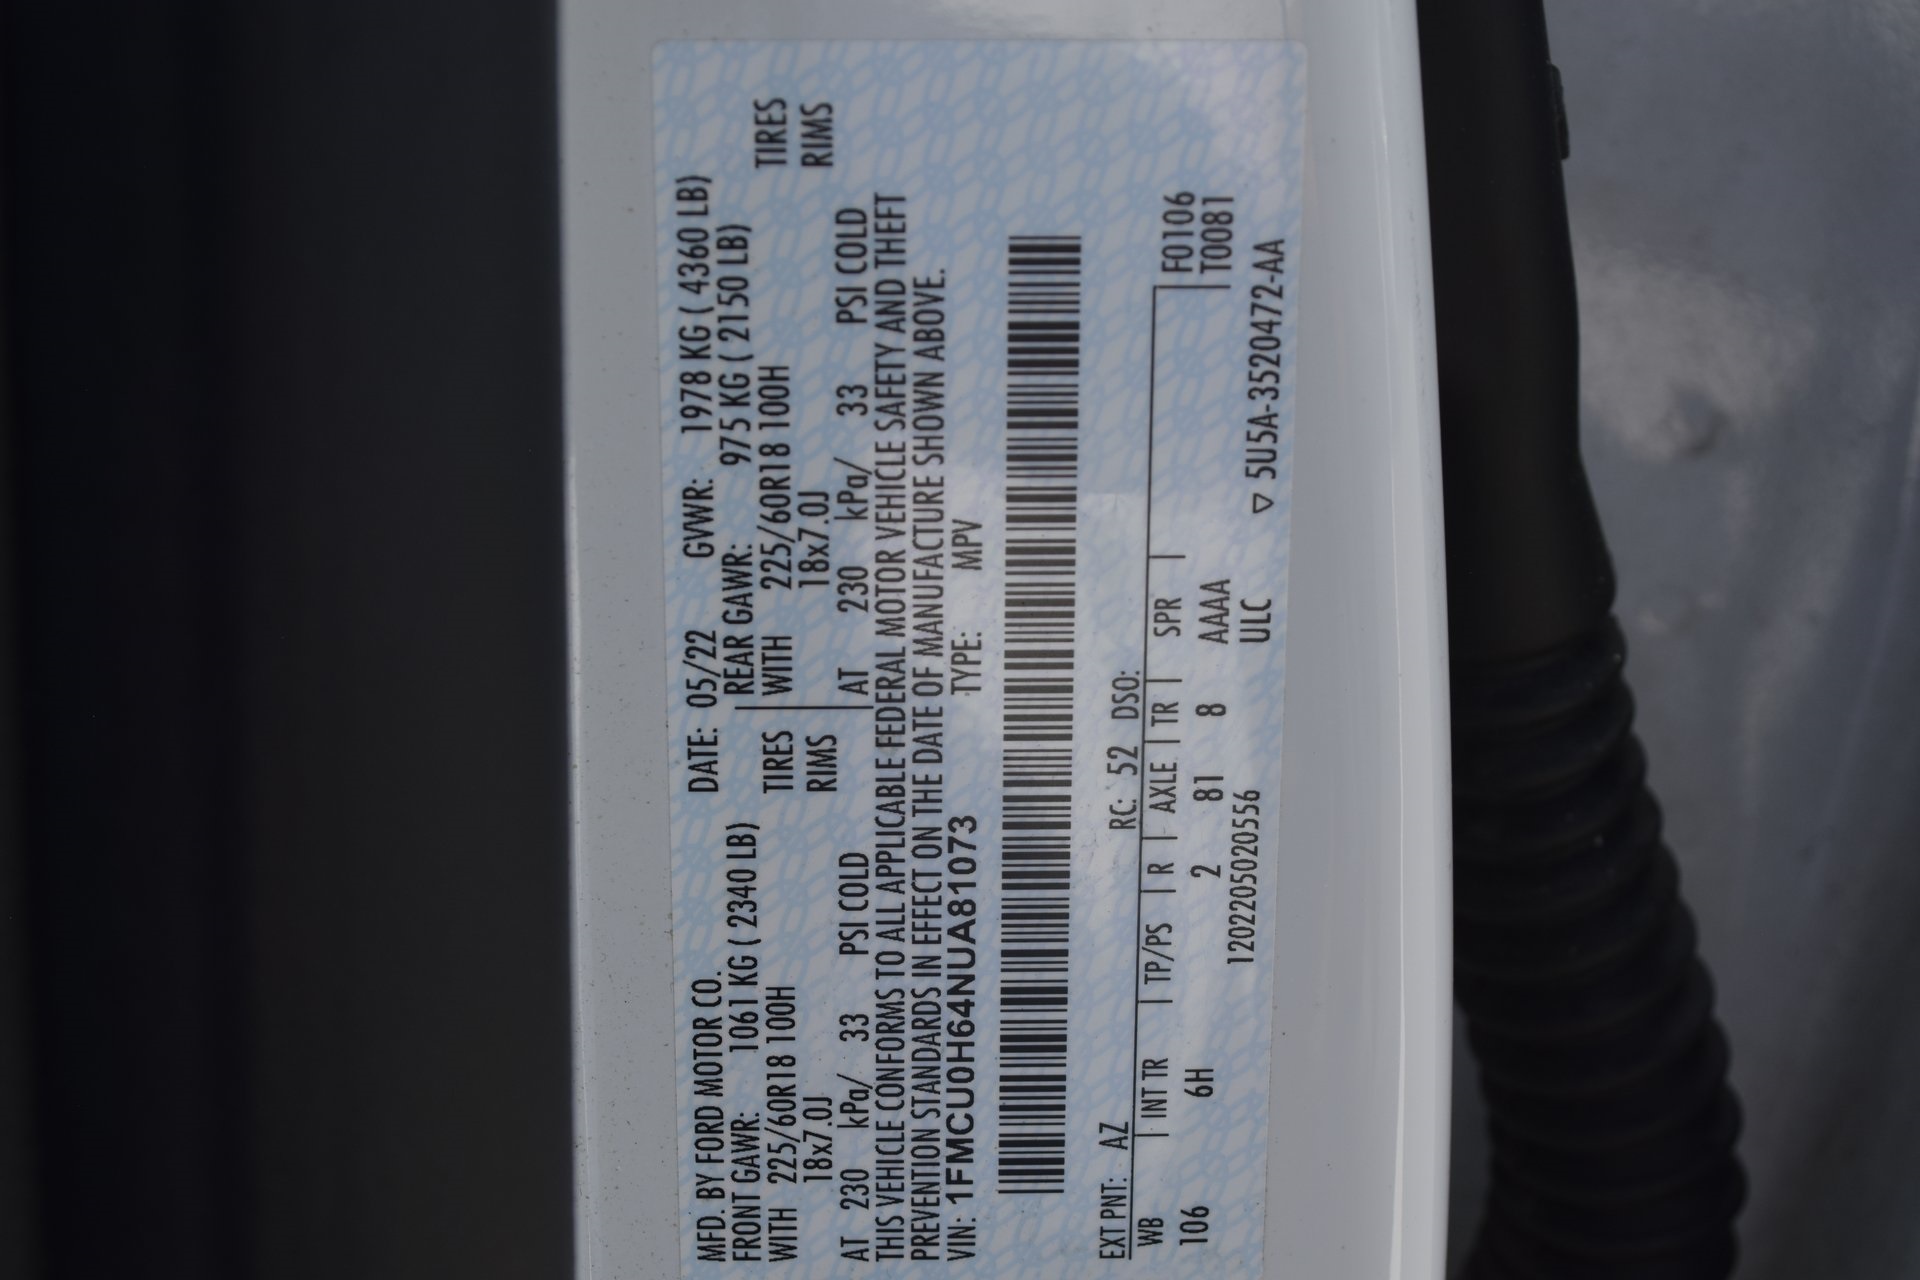 MFD. BY FORD MOTOR CO. DATE: 05/22 GVWR: 1978 KG ( 4360 LB)
FRONT GAWR: 1061 KG ( 2340 LB) REAR GAWR: 975 KG ( 2150 LB)
WITH 225/60R18 100H TIRES WITH 225/60R18 100H TIRES
18x7.0J RIMS 18x7.0J RIMS
AT 230 kPa/ 33 PSI COLD AT 230 kPa/ 33 PSI COLD
THIS VEHICLE CONFORMS TO ALL APPLICABLE FEDERAL MOTOR VEHICLE SAFETY AND THEFT
PREVENTION STANDARDS IN EFFECT ON THE DATE OF MANUFACTURE SHOWN ABOVE.
VIN: 1FMCU0H64NUA81073 TYPE: MPV
EXT PNT: AZ RC: 52 DSO:
WB | INT TR | TP/PS | R | AXLE | TR | SPR | F0106
106 6H 2 81 8 AAAA T0081
1202205020556 ULC ▽ 5U5A-3520472-AA